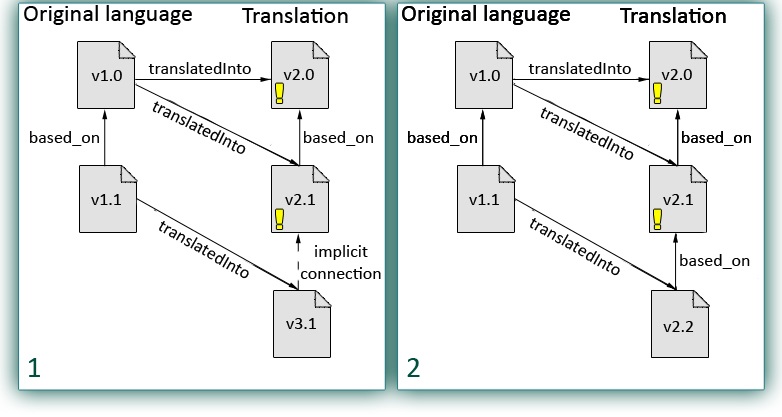 Original language Translation
v1.0 translatedInto v2.0
translatedInto
based_on based_on
v1.1 v2.1
translatedInto
implicit
connection
v3.1
1
Original language Translation
v1.0 translatedInto v2.0
translatedInto
based_on based_on
v1.1 v2.1
translatedInto
based_on
v2.2
2